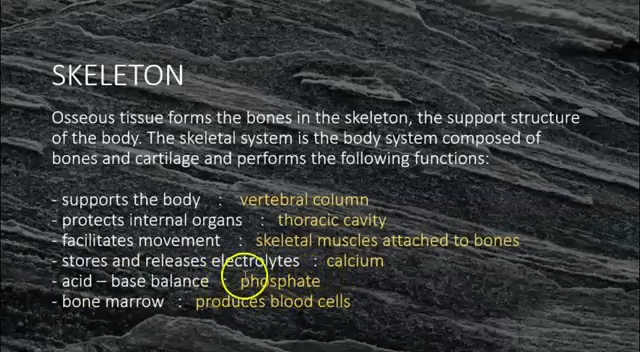 SKELETON
Osseous tissue forms the bones in the skeleton, the support structure
of the body. The skeletal system is the body system composed of
bones and cartilage and performs the following functions:
- supports the body : vertebral column
- protects internal organs : thoracic cavity
- facilitates movement : skeletal muscles attached to bones
- stores and releases electrolytes : calcium
- acid – base balance : phosphate
- bone marrow : produces blood cells